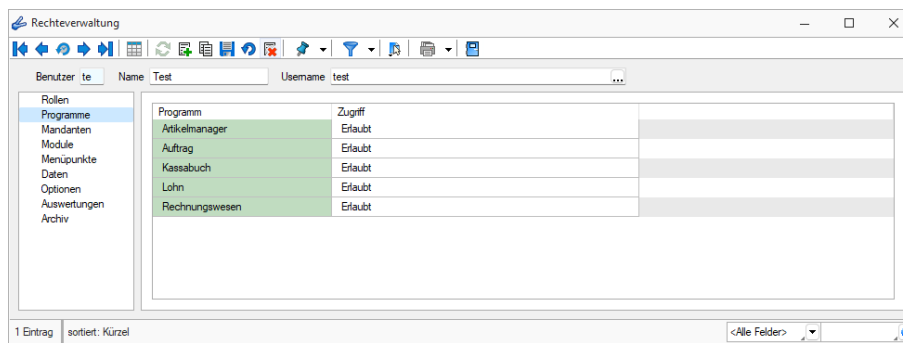 Rechteverwaltung
Benutzer te Name Test Username test ...
Rollen
Programme
Mandanten
Module
Menüpunkte
Daten
Optionen
Auswertungen
Archiv
Programm Zugriff
Artikelmanager Erlaubt
Auftrag Erlaubt
Kassabuch Erlaubt
Lohn Erlaubt
Rechnungswesen Erlaubt
1 Eintrag sortiert: Kürzel <Alle Felder>